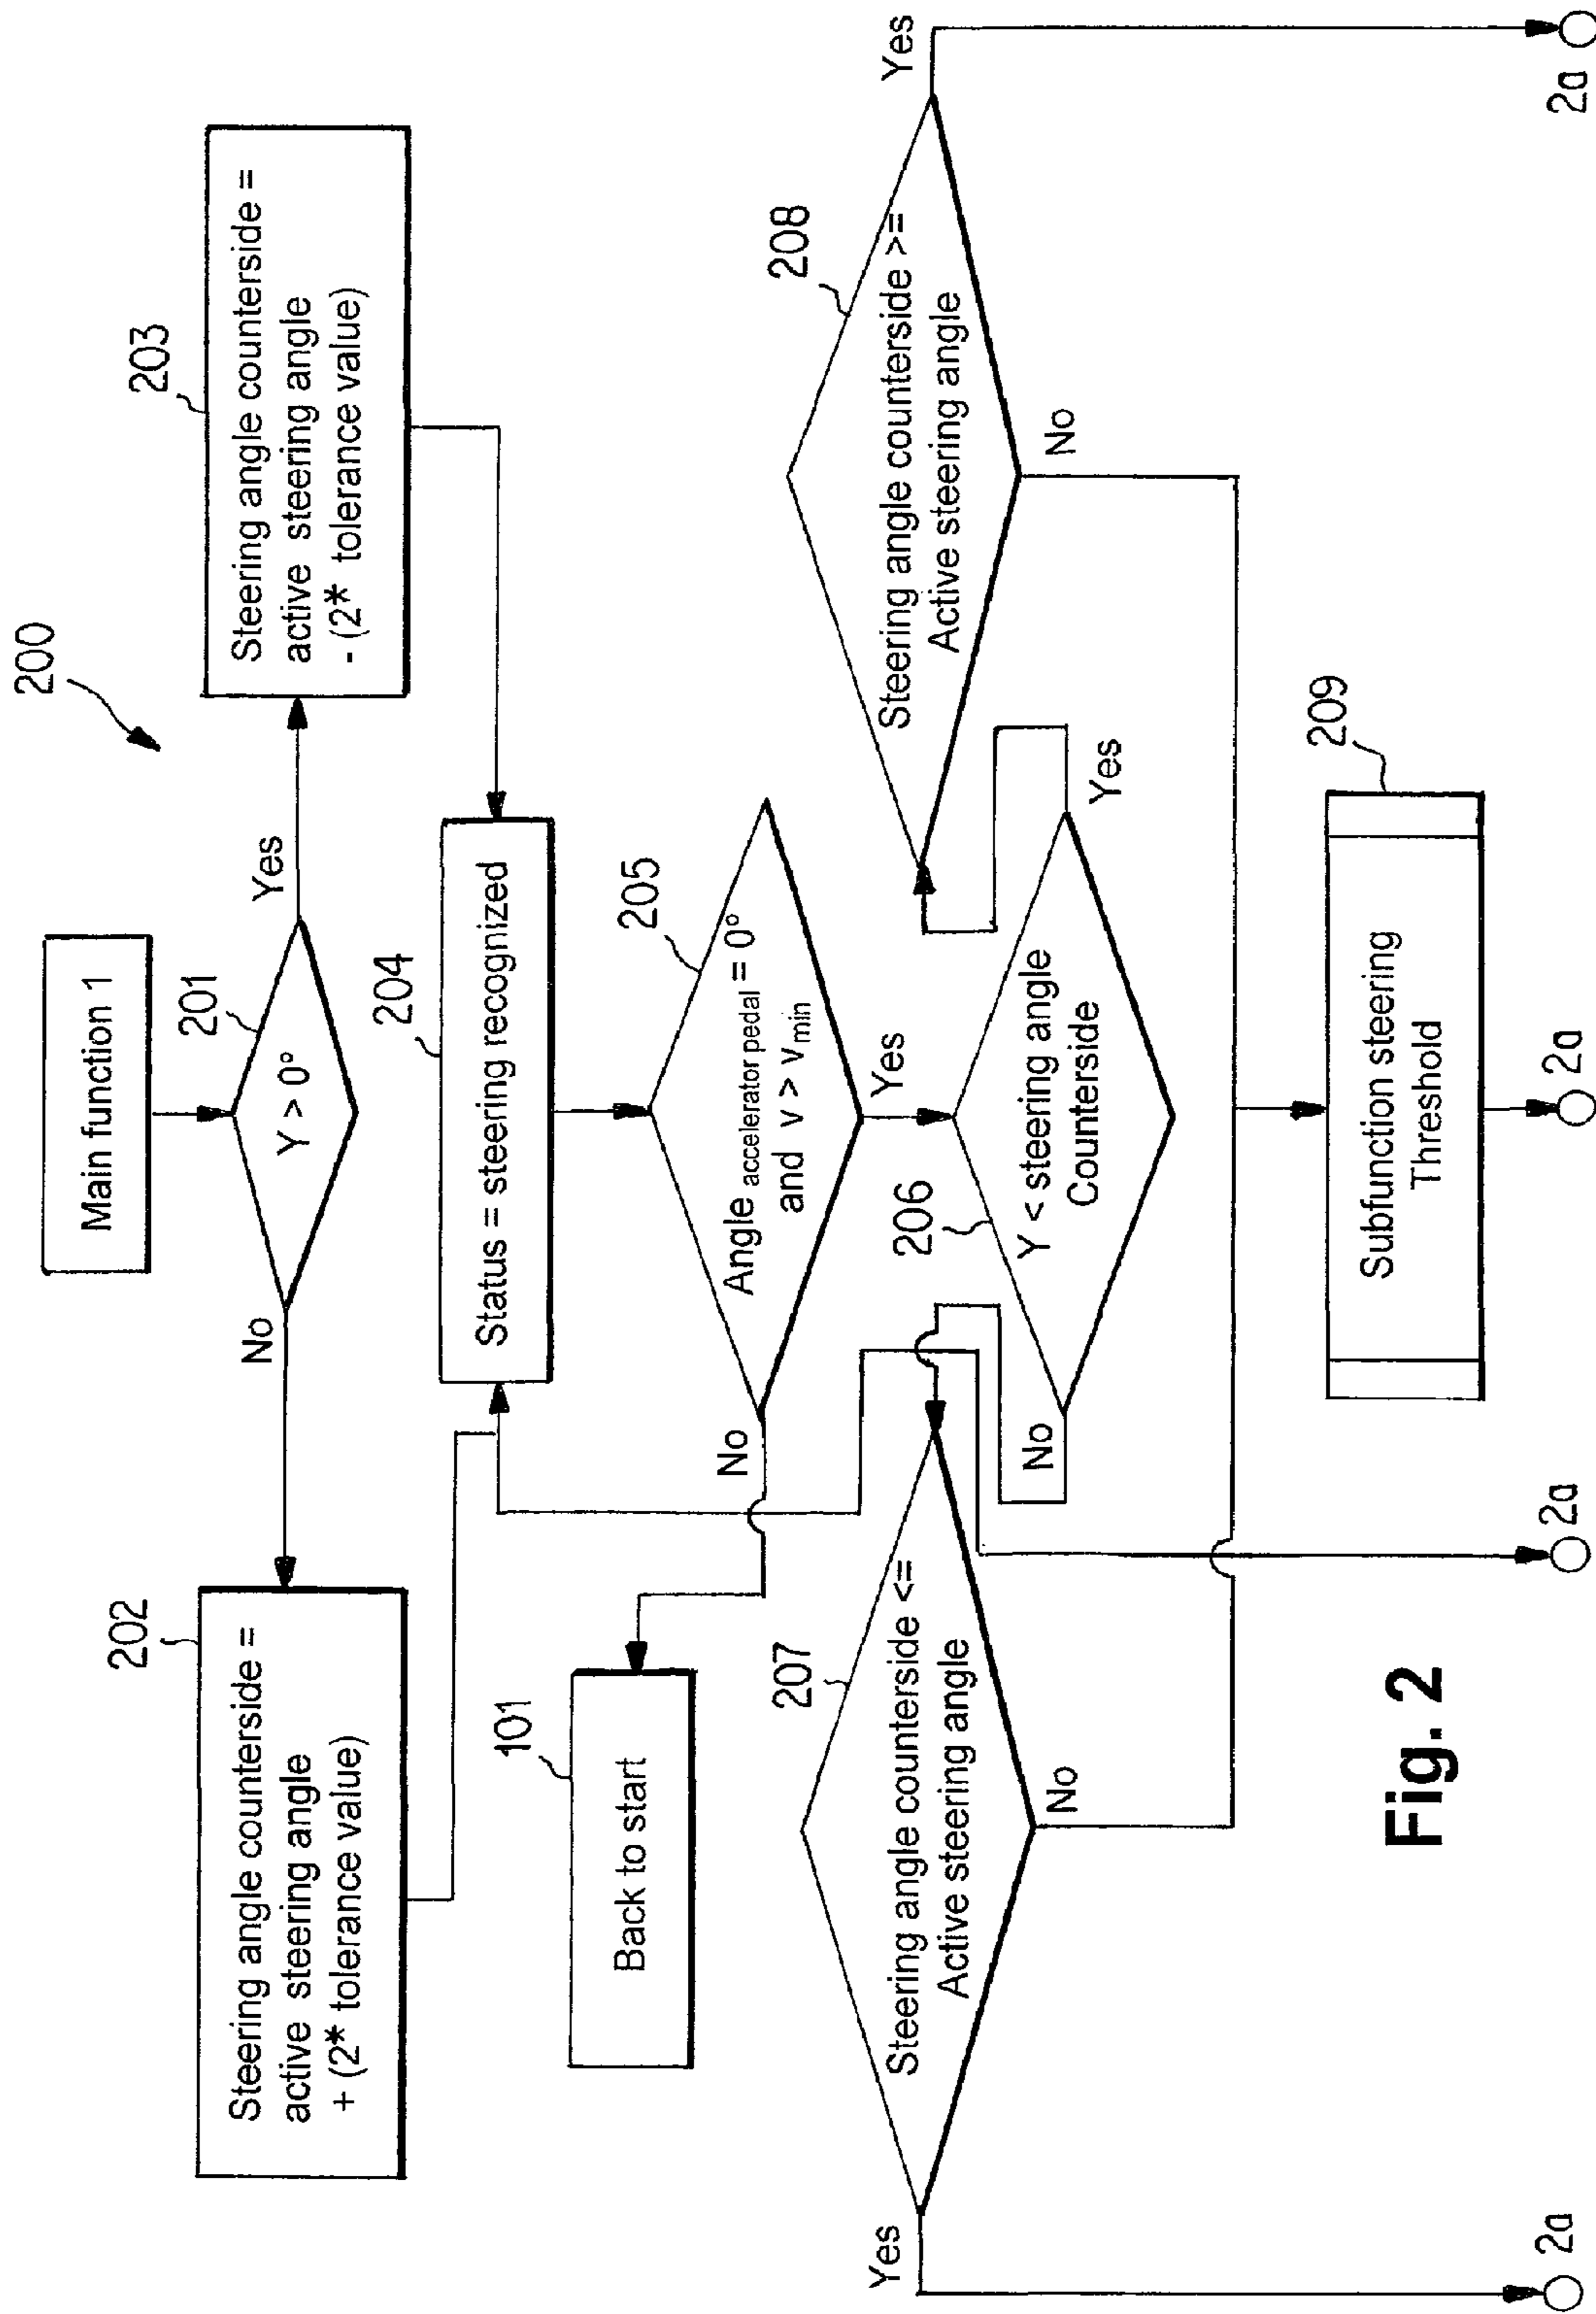 200
Main function 1
201
Y > 0°
No
Yes
202
Steering angle counterside =
active steering angle
+ (2* tolerance value)
203
Steering angle counterside =
active steering angle
- (2* tolerance value)
204
Status = steering recognized
101
Back to start
205
Angle accelerator pedal = 0°
and v > vmin
No
Yes
206
Y < steering angle
Counterside
No
Yes
207
Steering angle counterside <=
Active steering angle
Yes
No
208
Steering angle counterside >=
Active steering angle
Yes
No
209
Subfunction steering
Threshold
2a
2a
2a
2a
Fig. 2